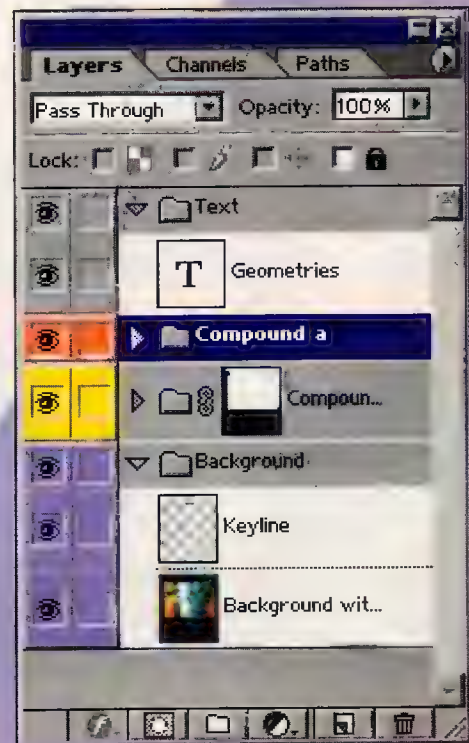 Layers Channels Paths
Pass Through Opacity: 100%
Lock:
Text
T Geometries
Compound a
Compoun...
Background
Keyline
Background wit...